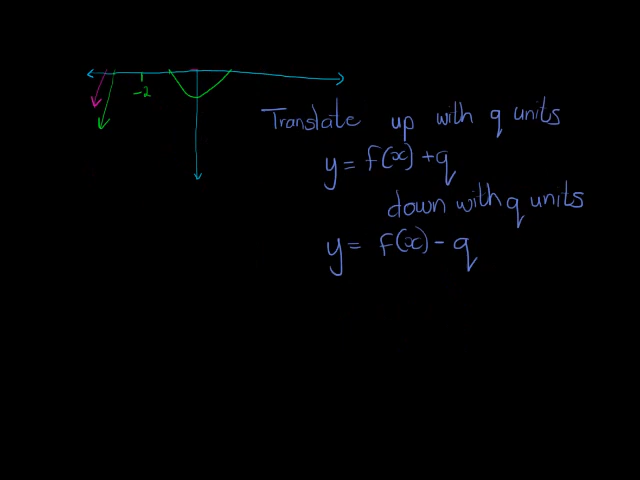 -2
Translate up with q units
y = f(x) + q
down with q units
y = f(x) - q